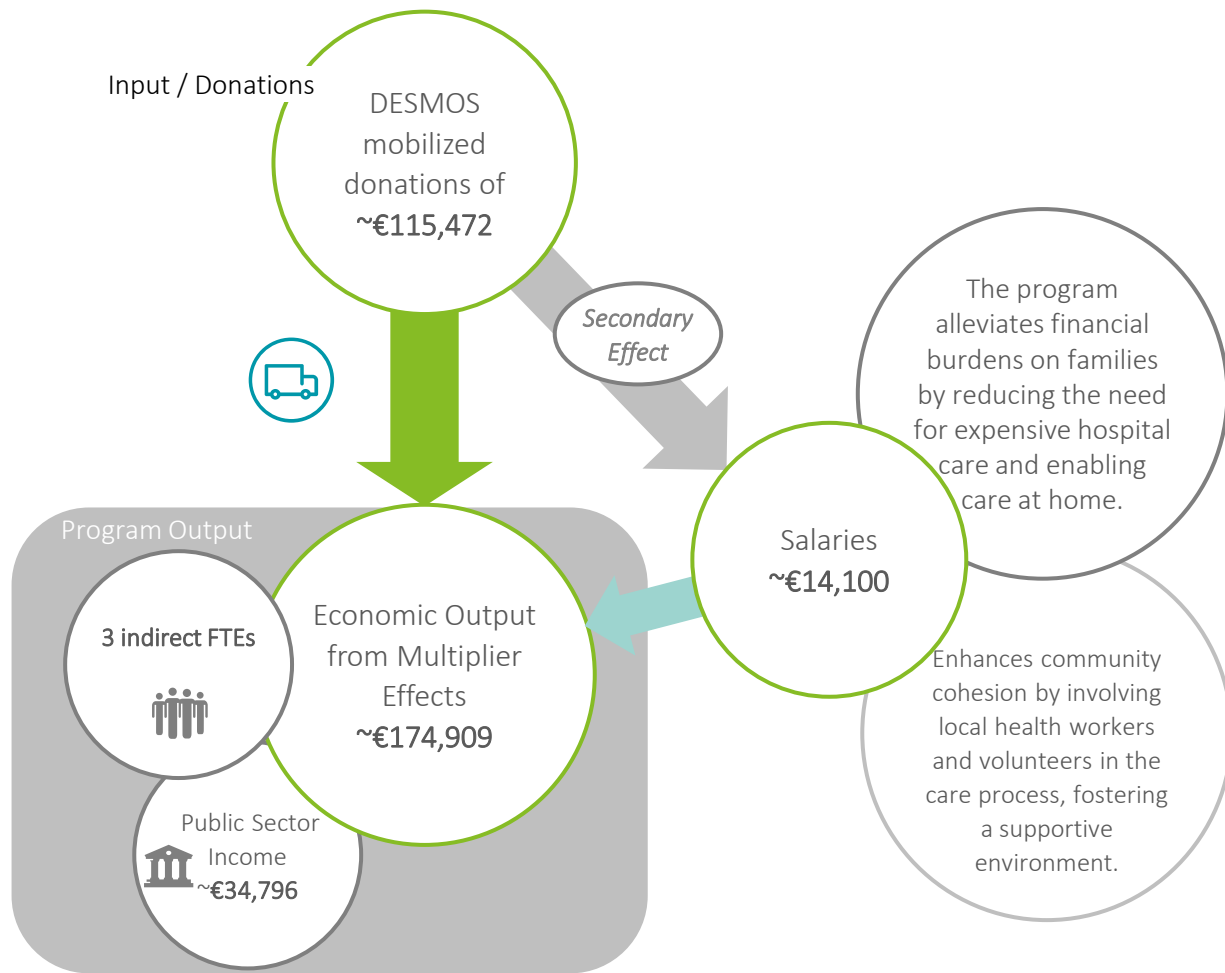 Input / Donations
DESMOS
mobilized
donations of
~€115,472
Secondary
Effect
The program
alleviates financial
burdens on families
by reducing the need
for expensive hospital
care and enabling
care at home.
Salaries
~€14,100
Program Output
3 indirect FTEs
Economic Output
from Multiplier
Effects
~€174,909
Public Sector
Income
~€34,796
Enhances community
cohesion by involving
local health workers
and volunteers in the
care process, fostering
a supportive
environment.